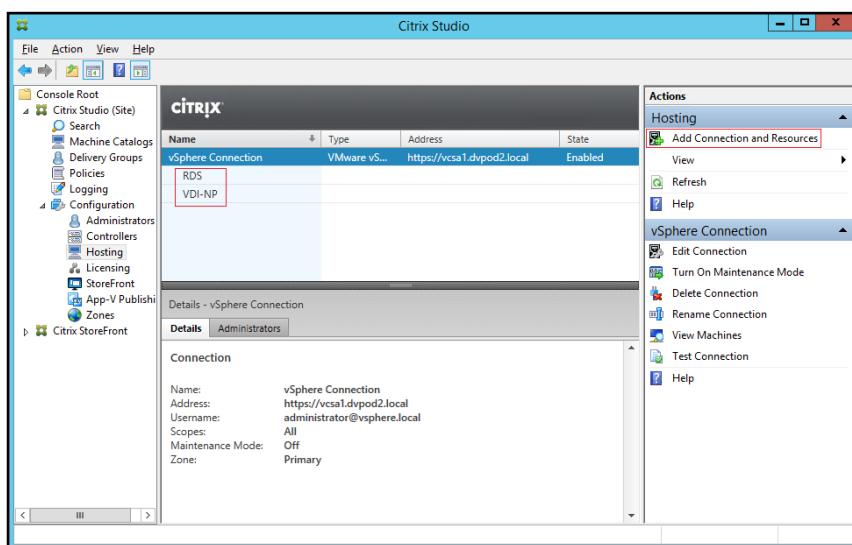 Citrix Studio
File Action View Help
Console Root
Citrix Studio (Site)
Search
Machine Catalogs
Delivery Groups
Policies
Logging
Configuration
Administrators
Controllers
Hosting
Licensing
StoreFront
App-V Publishi
Zones
Citrix StoreFront
CİTRIX
Name Type Address State
vSphere Connection VMware vS... https://vcsa1.dvpod2.local Enabled
RDS
VDI-NP
Details - vSphere Connection
Details Administrators
Connection
Name: vSphere Connection
Address: https://vcsa1.dvpod2.local
Username: administrator@vsphere.local
Scopes: All
Maintenance Mode: Off
Zone: Primary
Actions
Hosting
Add Connection and Resources
View
Refresh
Help
vSphere Connection
Edit Connection
Turn On Maintenance Mode
Delete Connection
Rename Connection
View Machines
Test Connection
Help